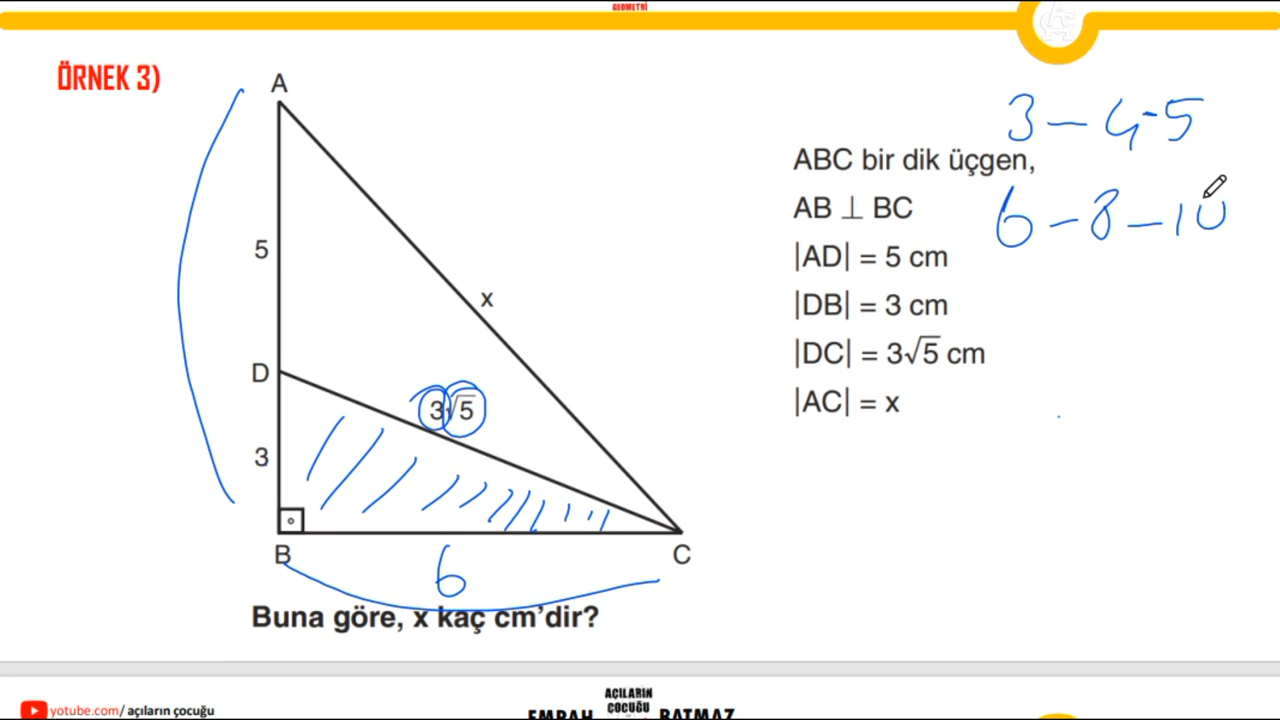 GEOMETRİ
ÖRNEK 3)
A
3 - 4 - 5
ABC bir dik üçgen,
6 - 8 - 10
AB ⊥ BC
5
|AD| = 5 cm
x
|DB| = 3 cm
D
|DC| = 3√5 cm
3√5
|AC| = x
3
B
C
6
Buna göre, x kaç cm'dir?
yotube.com/ açıların çocuğu
AÇILARIN
ÇOCUĞU
EMRAH BATMAZ